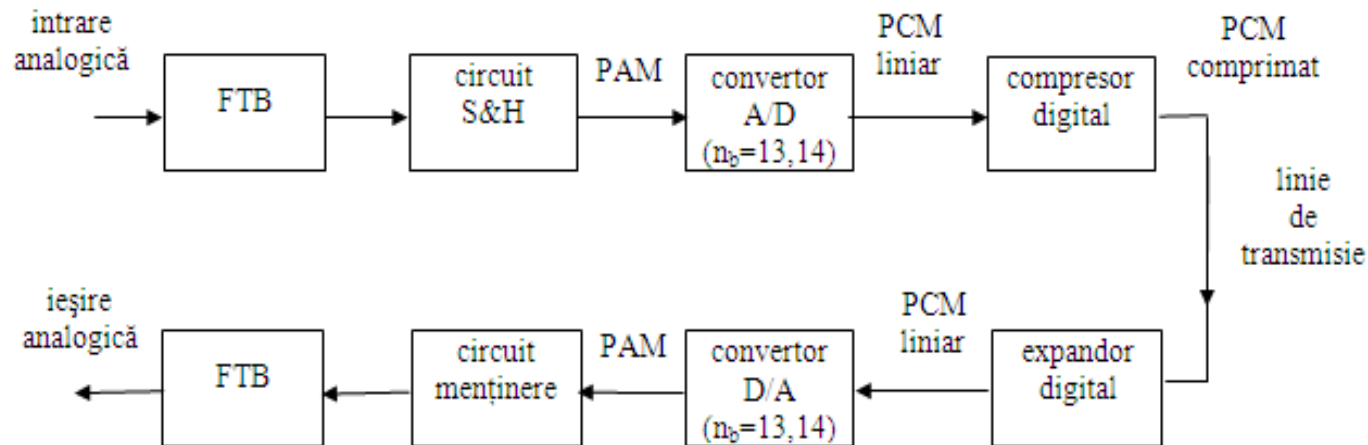 intrare
analogică
FTB
circuit
S&H
PAM
convertor
A/D
(nb=13,14)
PCM
liniar
compresor
digital
PCM
comprimat
linie
de
transmisie
ieşire
analogică
FTB
circuit
menținere
PAM
convertor
D/A
(nb=13,14)
PCM
liniar
expandor
digital